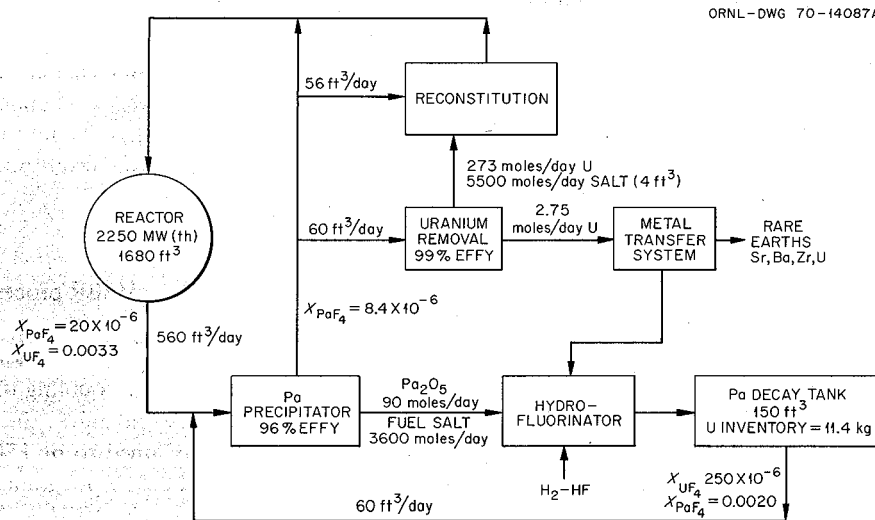 ORNL-DWG 70-14087A
56 ft³/day
RECONSTITUTION
273 moles/day U
5500 moles/day SALT (4 ft³)
REACTOR
2250 MW (th)
1680 ft³
60 ft³/day
URANIUM
REMOVAL
99% EFFY
2.75
moles/day U
METAL
TRANSFER
SYSTEM
RARE
EARTHS
Sr, Ba, Zr, U
X_PaF₄ = 20 X 10⁻⁶
X_UF₄ = 0.0033
560 ft³/day
X_PaF₄ = 8.4 X 10⁻⁶
Pa
PRECIPITATOR
96% EFFY
Pa₂O₅
90 moles/day
FUEL SALT
3600 moles/day
HYDRO-
FLUORINATOR
Pa DECAY TANK
150 ft³
U INVENTORY = 11.4 kg
H₂-HF
X_UF₄ 250 X 10⁻⁶
X_PaF₄ = 0.0020
60 ft³/day